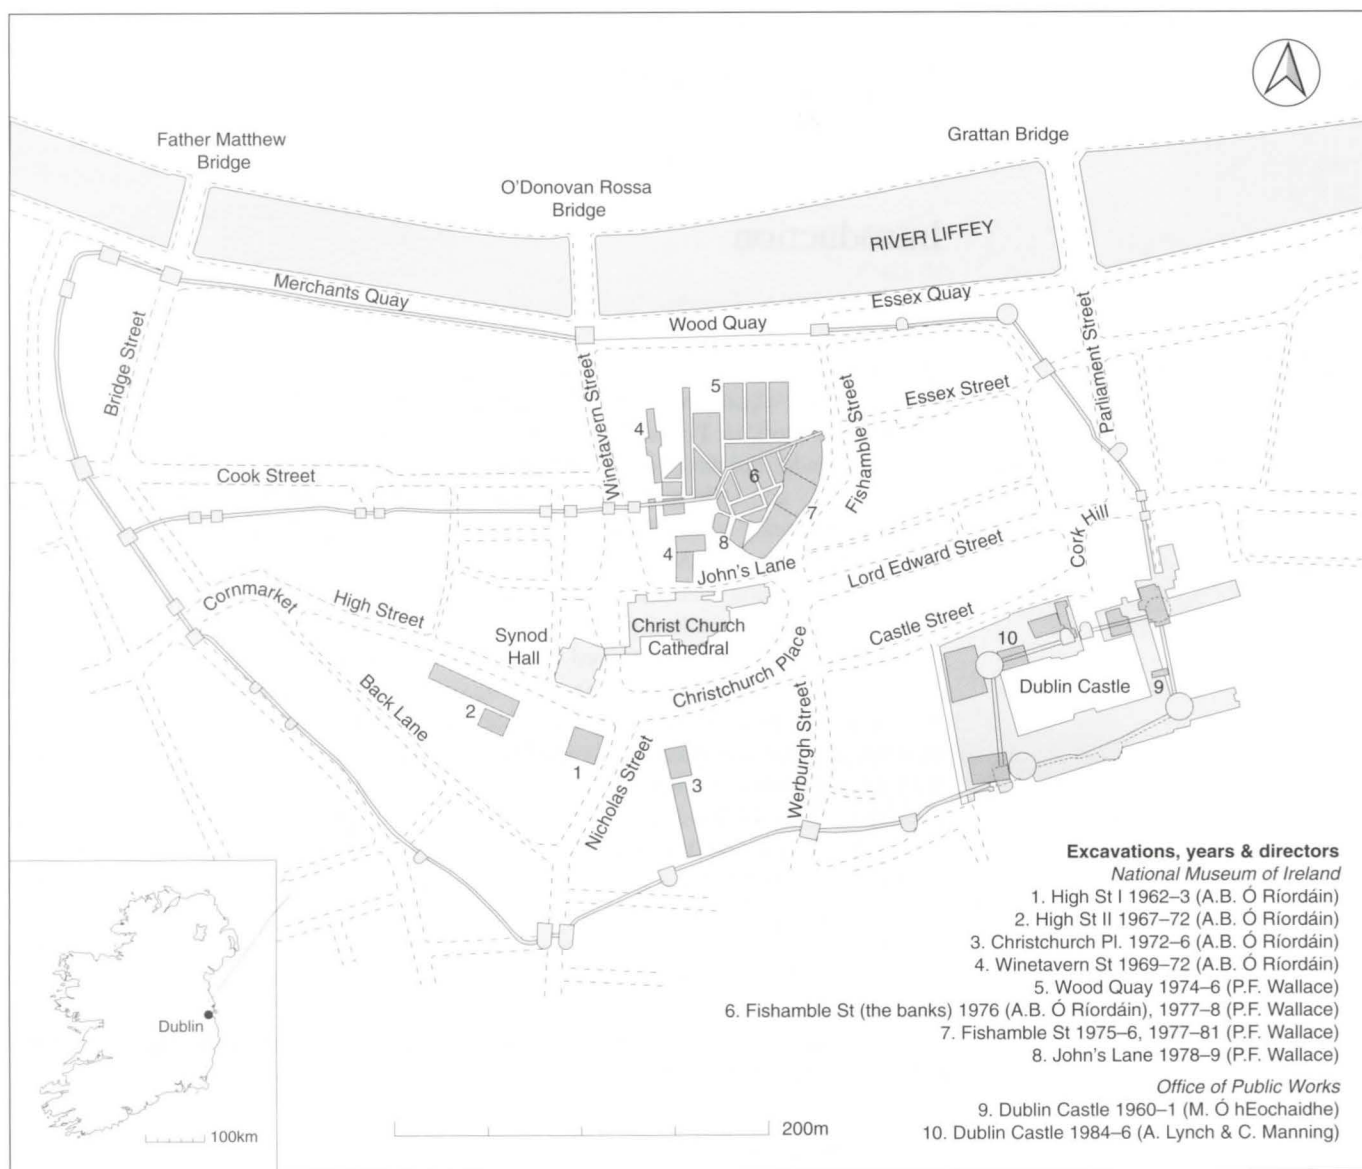 Father Matthew
Bridge
Grattan Bridge
O'Donovan Rossa
Bridge
RIVER LIFFEY
Merchants Quay
Essex Quay
Wood Quay
Bridge Street
Winetavern Street
Parliament Street
5
Essex Street
Fishamble Street
4
Cook Street
6
7
8
Cork Hill
4
John's Lane
Lord Edward Street
Cornmarket
High Street
Castle Street
Synod
Hall
Christ Church
Cathedral
10
Christchurch Place
Dublin Castle
9
Back Lane
2
1
Nicholas Street
3
Werburgh Street
Excavations, years & directors
National Museum of Ireland
1. High St I 1962–3 (A.B. Ó Ríordáin)
2. High St II 1967–72 (A.B. Ó Ríordáin)
3. Christchurch Pl. 1972–6 (A.B. Ó Ríordáin)
4. Winetavern St 1969–72 (A.B. Ó Ríordáin)
5. Wood Quay 1974–6 (P.F. Wallace)
6. Fishamble St (the banks) 1976 (A.B. Ó Ríordáin), 1977–8 (P.F. Wallace)
7. Fishamble St 1975–6, 1977–81 (P.F. Wallace)
8. John's Lane 1978–9 (P.F. Wallace)
Office of Public Works
9. Dublin Castle 1960–1 (M. Ó hEochaidhe)
10. Dublin Castle 1984–6 (A. Lynch & C. Manning)
Dublin
100km
200m